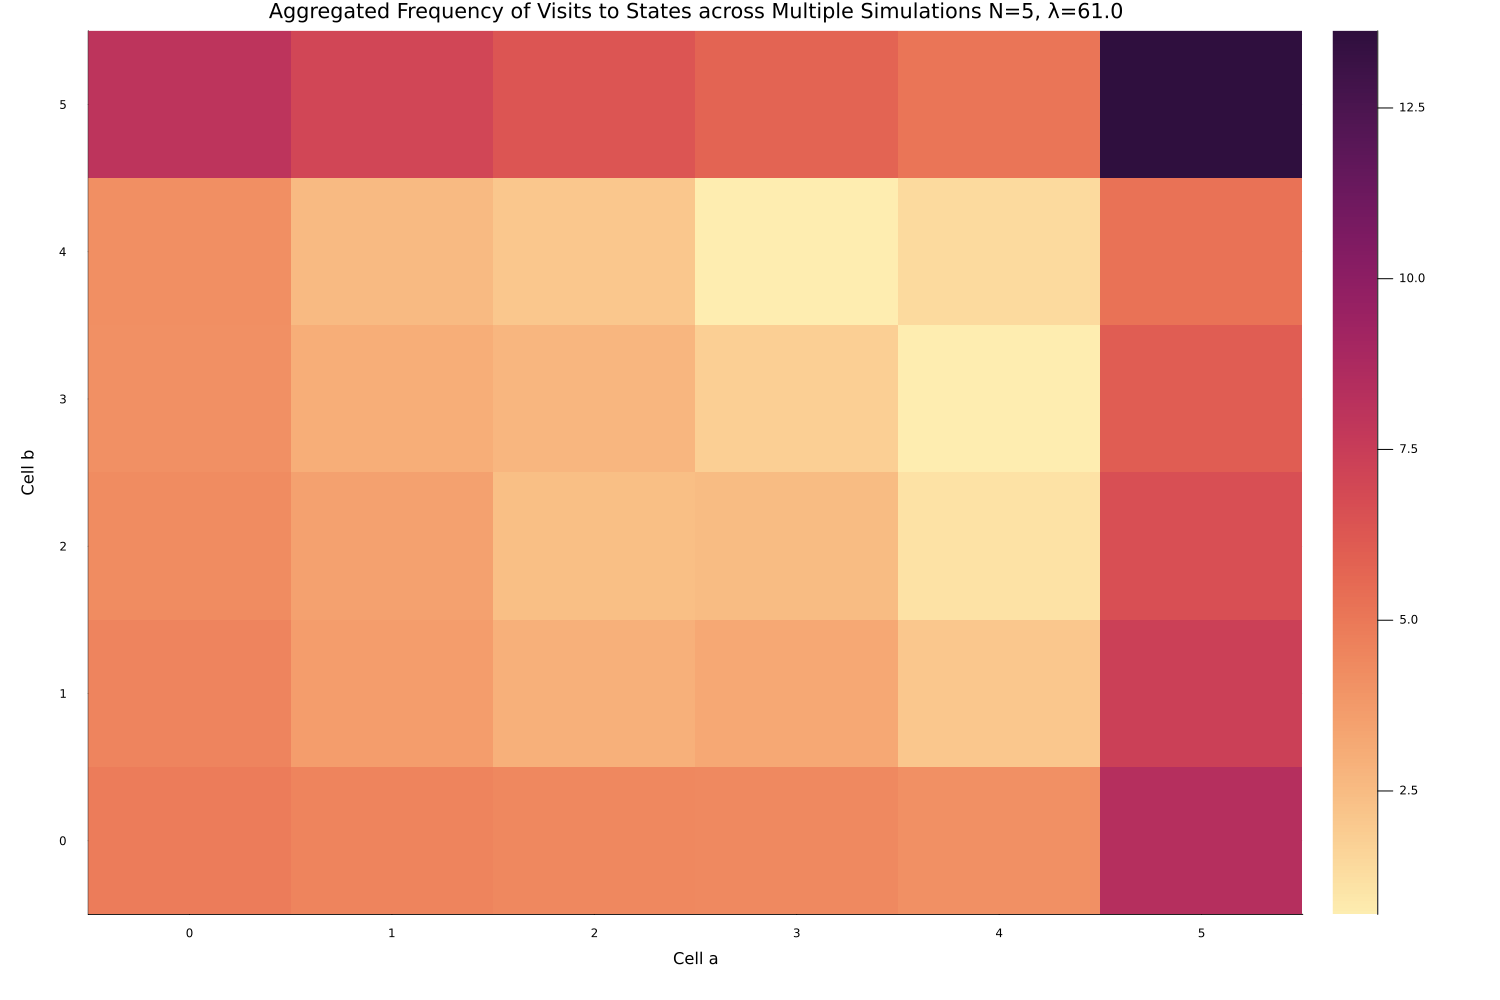 Aggregated Frequency of Visits to States across Multiple Simulations N=5, λ=61.0
5
4
3
2
1
0
Cell b
0 1 2 3 4 5
Cell a
12.5
10.0
7.5
5.0
2.5